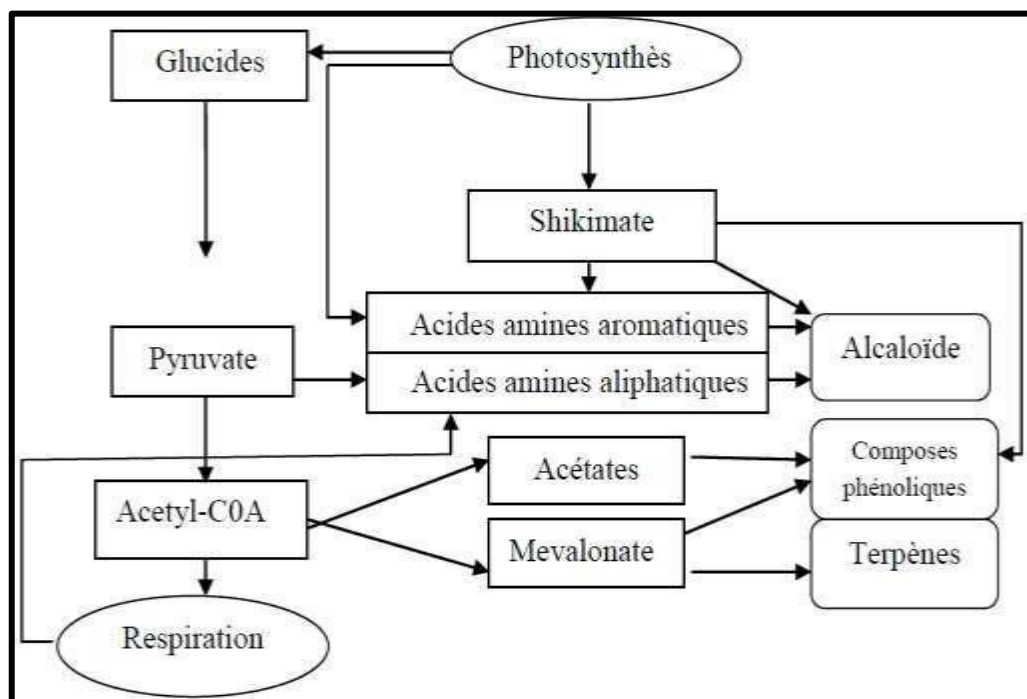 Glucides
Photosynthès
Shikimate
Acides amines aromatiques
Alcaloïde
Pyruvate
Acides amines aliphatiques
Acétates
Composes
phénoliques
Acetyl-C0A
Mevalonate
Terpènes
Respiration